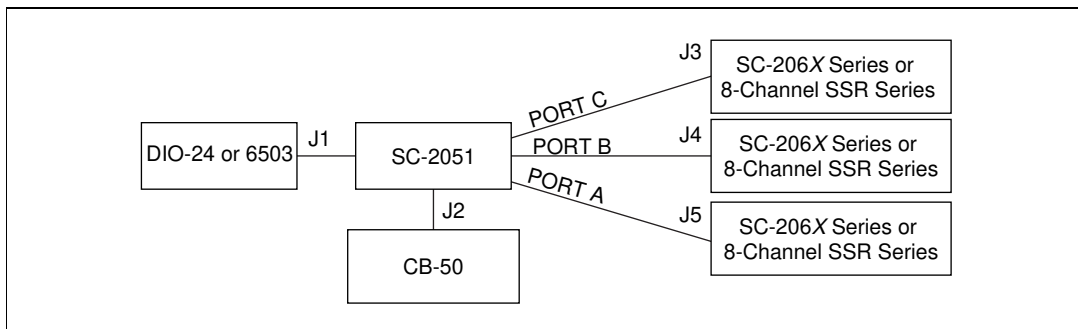 J3
SC-206X Series or
8-Channel SSR Series
PORT C
DIO-24 or 6503
J1
SC-2051
PORT B
J4
SC-206X Series or
8-Channel SSR Series
PORT A
J2
CB-50
J5
SC-206X Series or
8-Channel SSR Series